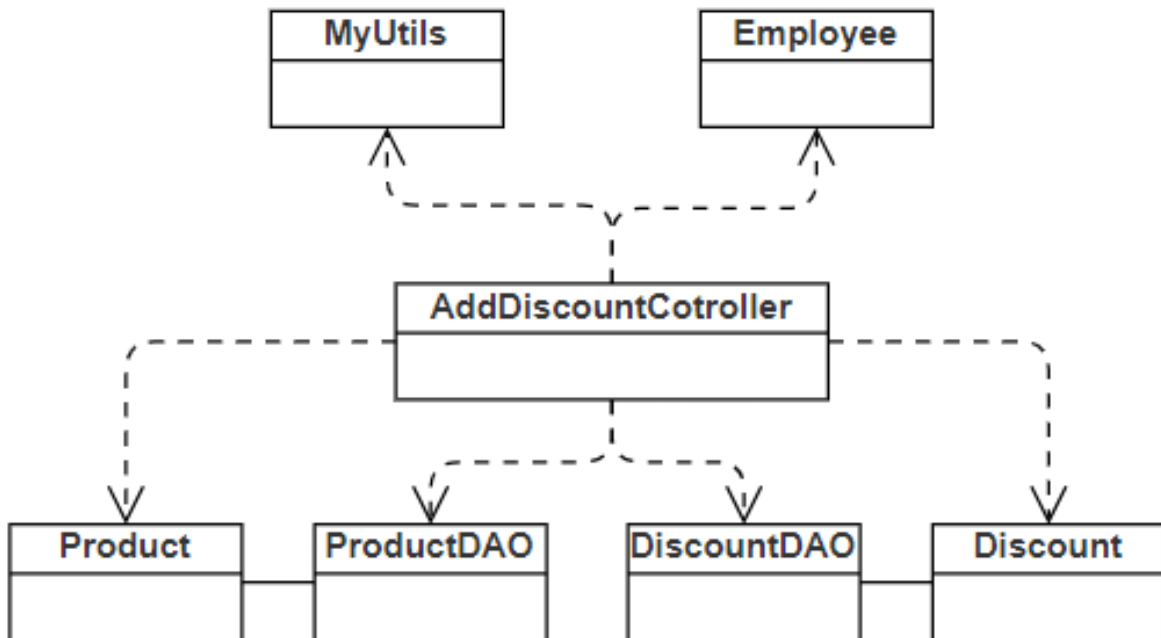 MyUtils
Employee
AddDiscountCotroller
Product
ProductDAO
DiscountDAO
Discount